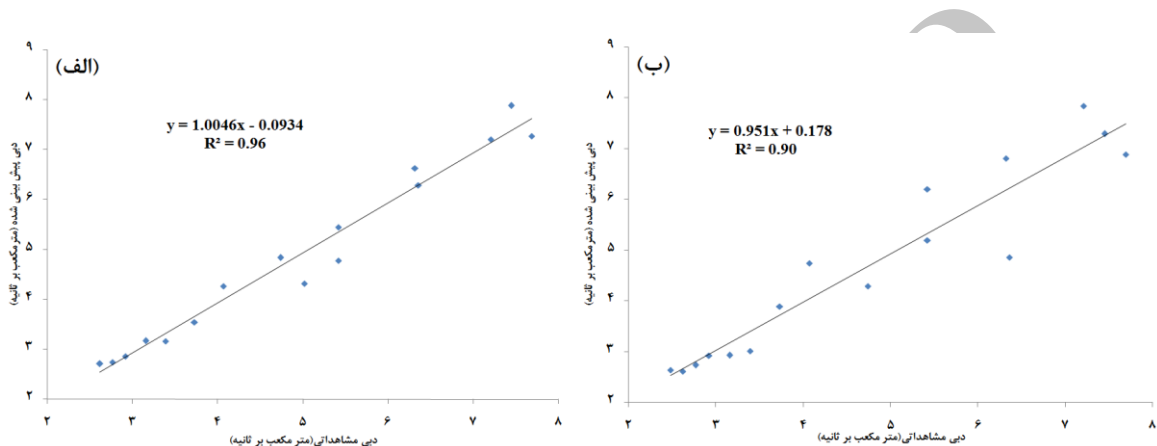 (الف)
y = 1.0046x - 0.0934
R² = 0.96
۹
۸
۷
۶
۵
۴
۳
۲
۲ ۳ ۴ ۵ ۶ ۷ ۸
دبی پیش بینی شده (متر مکعب بر ثانیه)
دبی مشاهداتی(متر مکعب بر ثانیه)
(ب)
y = 0.951x + 0.178
R² = 0.90
۹
۸
۷
۶
۵
۴
۳
۲
۲ ۳ ۴ ۵ ۶ ۷ ۸
دبی پیش بینی شده (متر مکعب بر ثانیه)
دبی مشاهداتی(متر مکعب بر ثانیه)